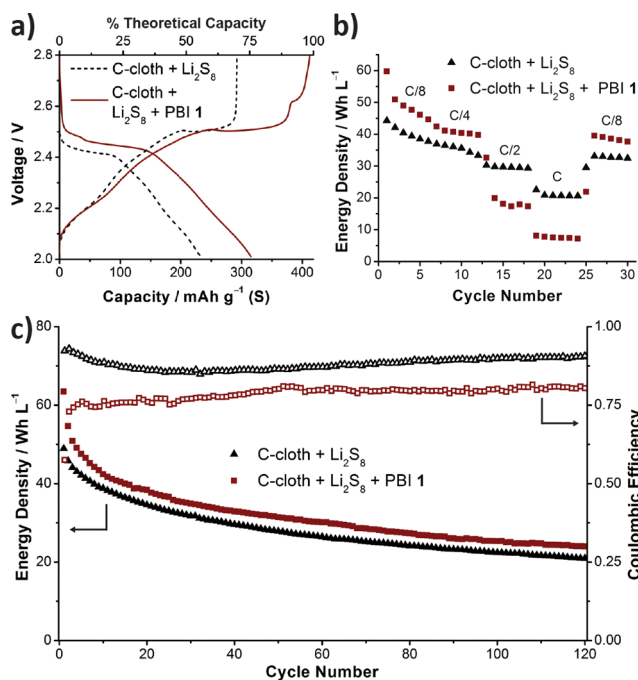 a)
% Theoretical Capacity
0 25 50 75 100
C-cloth + Li₂S₈
C-cloth +
Li₂S₈ + PBI 1
Voltage / V
2.8
2.6
2.4
2.2
2.0
0 100 200 300 400
Capacity / mAh g⁻¹ (S)
b)
C-cloth + Li₂S₈
C-cloth + Li₂S₈ + PBI 1
Energy Density / Wh L⁻¹
60
50
40
30
20
10
0
C/8
C/4
C/2
C
C/8
0 5 10 15 20 25 30
Cycle Number
c)
Energy Density / Wh L⁻¹
80
60
40
20
0
C-cloth + Li₂S₈
C-cloth + Li₂S₈ + PBI 1
1.00
0.75
0.50
0.25
0.00
Coulombic Efficiency
0 20 40 60 80 100 120
Cycle Number